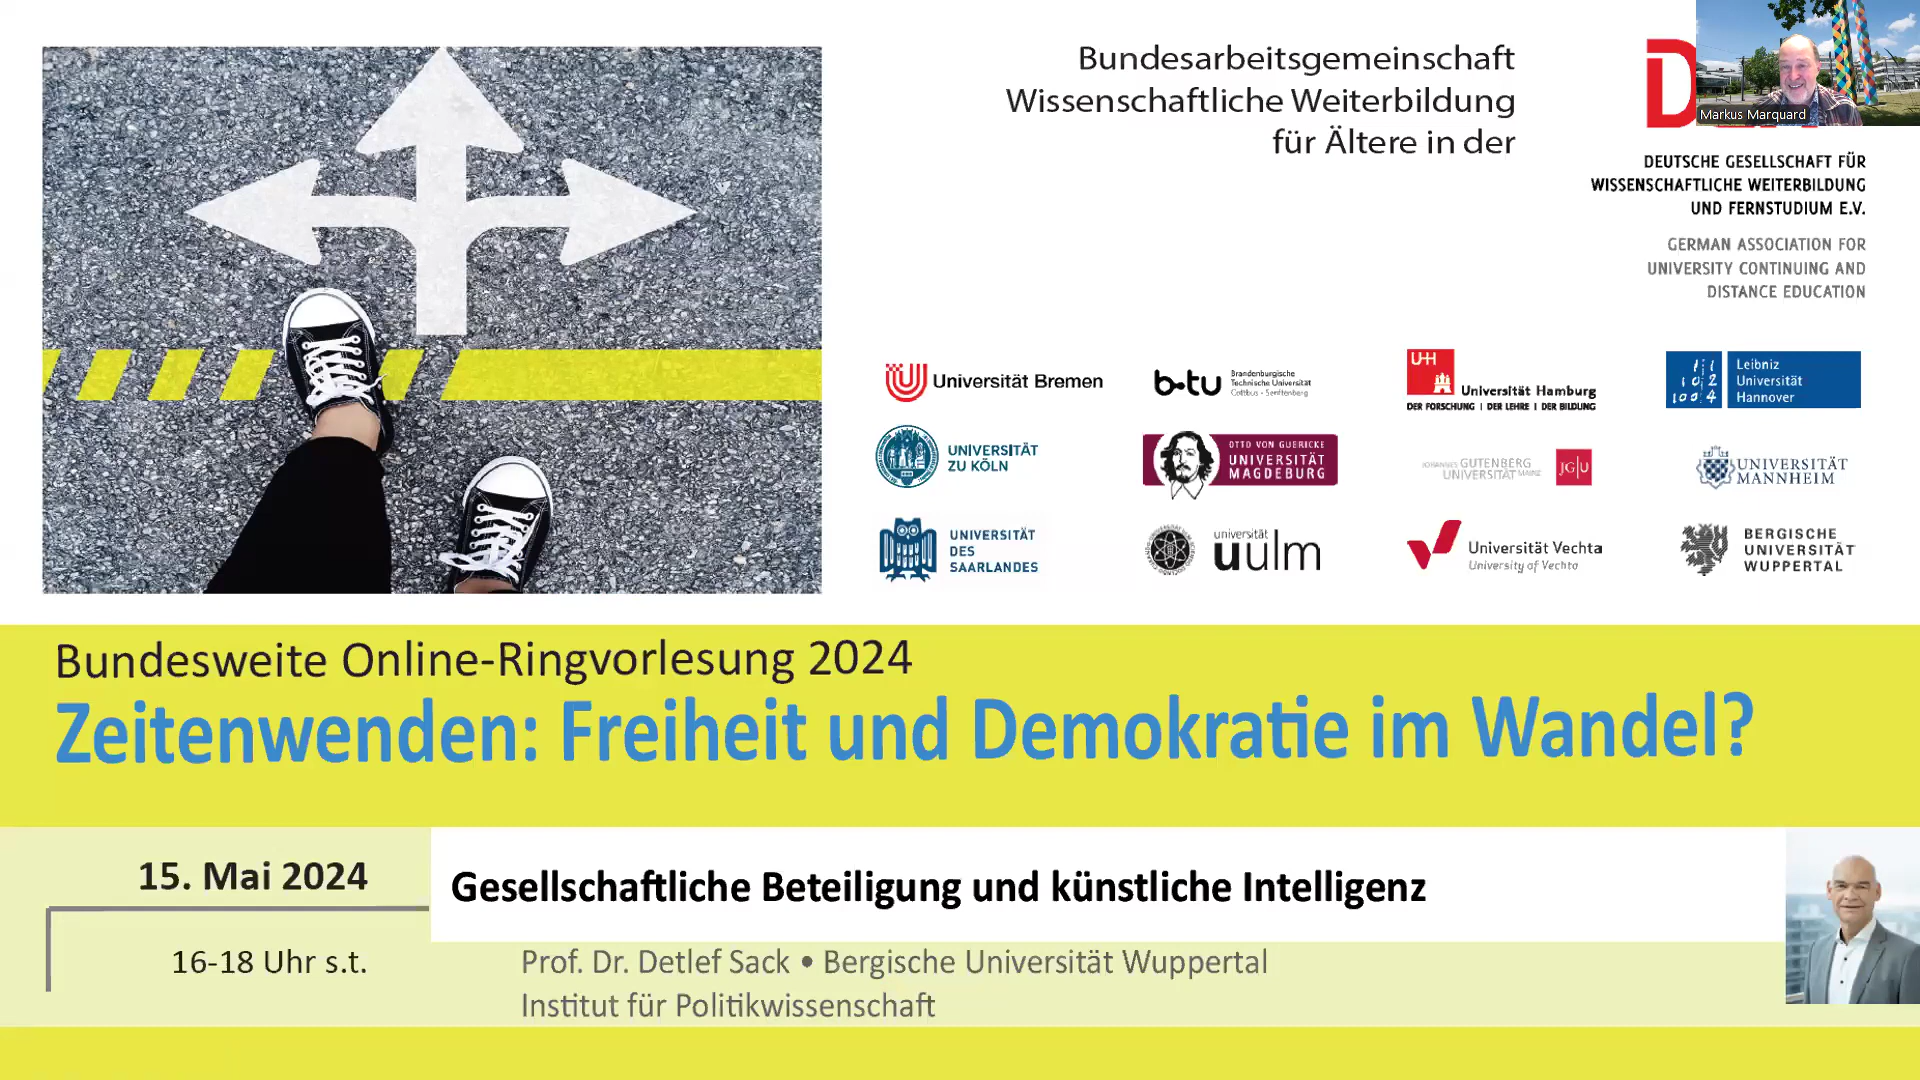 Bundesarbeitsgemeinschaft
Wissenschaftliche Weiterbildung
für Ältere in der
Markus Marquard
DEUTSCHE GESELLSCHAFT FÜR
WISSENSCHAFTLICHE WEITERBILDUNG
UND FERNSTUDIUM E.V.
GERMAN ASSOCIATION FOR
UNIVERSITY CONTINUING AND
DISTANCE EDUCATION
Universität Bremen
b-tu
Brandenburgische
Technische Universität
Cottbus - Senftenberg
UHH
Universität Hamburg
DER FORSCHUNG | DER LEHRE | DER BILDUNG
Leibniz
Universität
Hannover
UNIVERSITÄT
ZU KÖLN
OTTO VON GUERICKE
UNIVERSITÄT
MAGDEBURG
JOHANNES GUTENBERG
UNIVERSITÄT MAINZ
JG|U
UNIVERSITÄT
MANNHEIM
UNIVERSITÄT
DES
SAARLANDES
universität
uulm
Universität Vechta
University of Vechta
BERGISCHE
UNIVERSITÄT
WUPPERTAL
Bundesweite Online-Ringvorlesung 2024
Zeitenwenden: Freiheit und Demokratie im Wandel?
15. Mai 2024
Gesellschaftliche Beteiligung und künstliche Intelligenz
16-18 Uhr s.t.
Prof. Dr. Detlef Sack • Bergische Universität Wuppertal
Institut für Politikwissenschaft